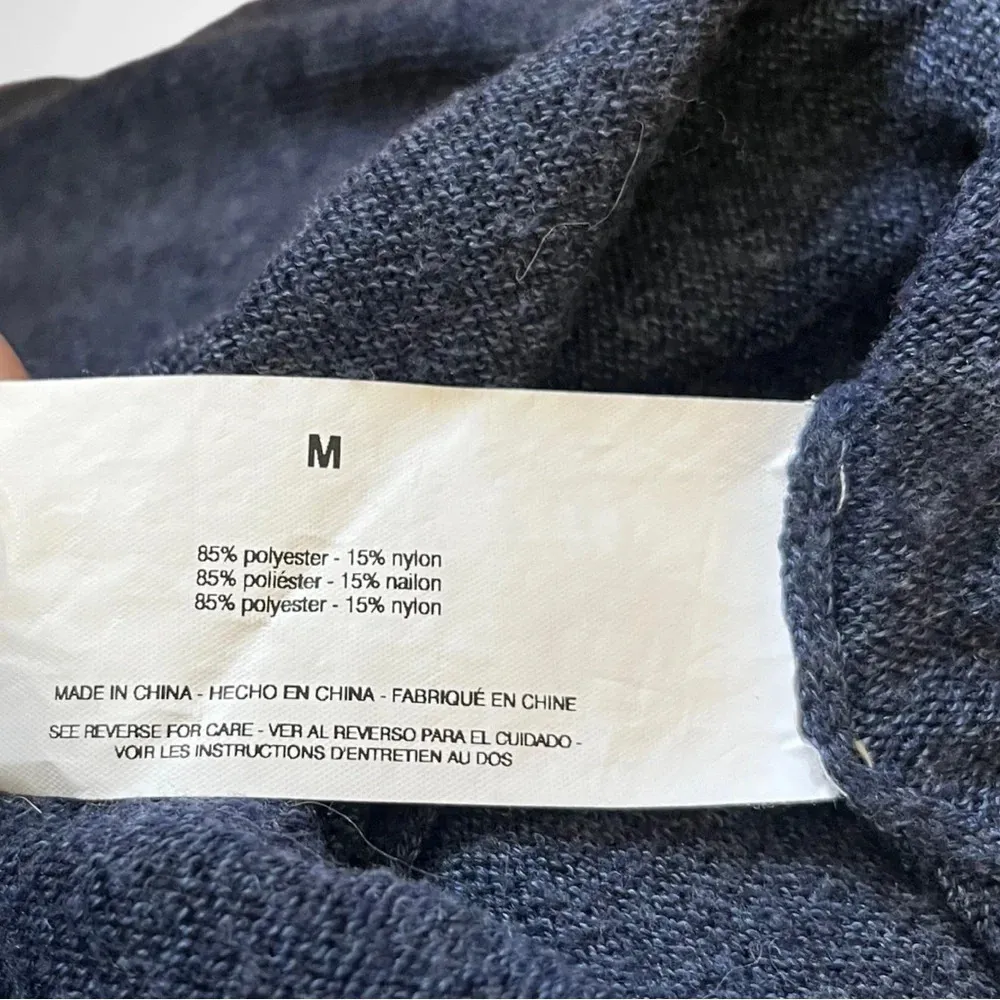 M
85% polyester - 15% nylon
85% poliéster - 15% nailon
85% polyester - 15% nylon
MADE IN CHINA - HECHO EN CHINA - FABRIQUÉ EN CHINE
SEE REVERSE FOR CARE - VER AL REVERSO PARA EL CUIDADO -
VOIR LES INSTRUCTIONS D'ENTRETIEN AU DOS